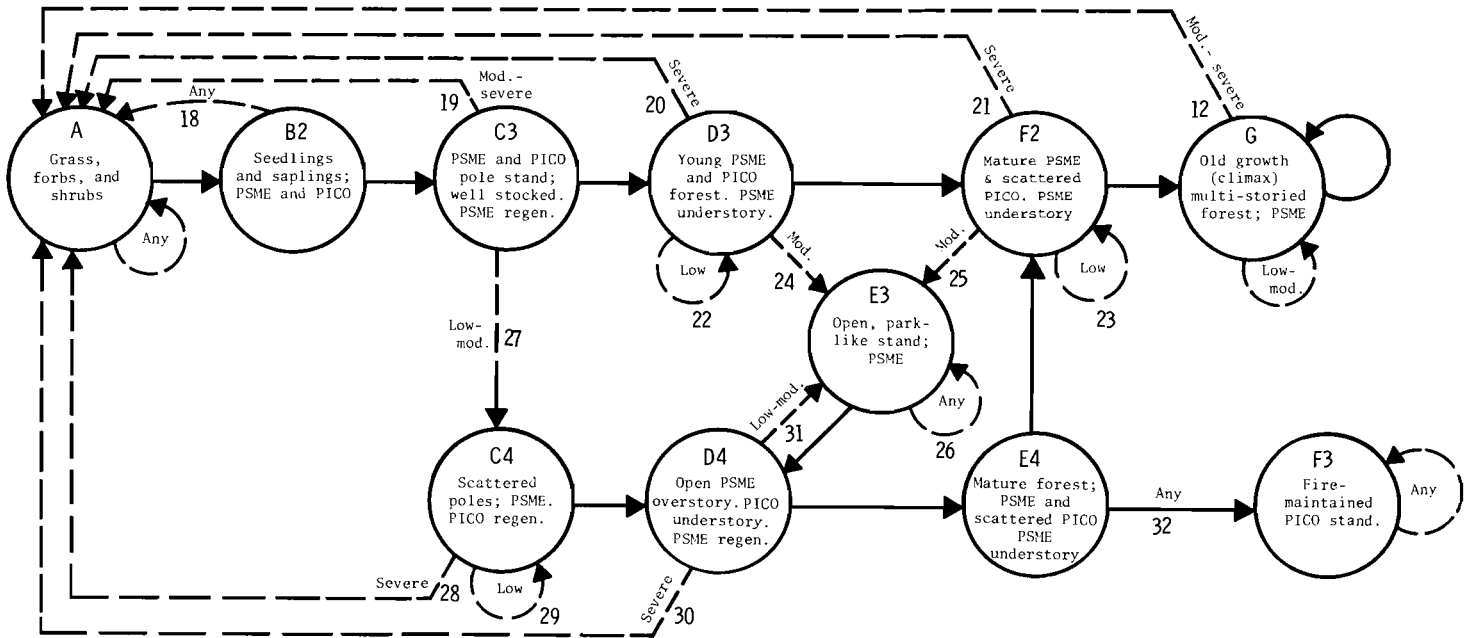 Mod.-severe
Severe
Severe
Mod.-
severe
Any
18
19
20
21
12
A
Grass,
forbs, and
shrubs
Any
B2
Seedlings
and saplings;
PSME and PICO
C3
PSME and PICO
pole stand;
well stocked.
PSME regen.
D3
Young PSME
and PICO
forest. PSME
understory.
Low
22
F2
Mature PSME
& scattered
PICO. PSME
understory
Low
23
G
Old growth
(climax)
multi-storied
forest; PSME
Low-
mod.
Mod.
24
Mod.
25
E3
Open, park-
like stand;
PSME
Any
26
Low-
mod.
27
Low-mod.
31
C4
Scattered
poles; PSME.
PICO regen.
Severe
28
Low
29
D4
Open PSME
overstory. PICO
understory.
PSME regen.
Severe
30
E4
Mature forest;
PSME and
scattered PICO
PSME
understory
Any
32
F3
Fire-
maintained
PICO stand.
Any